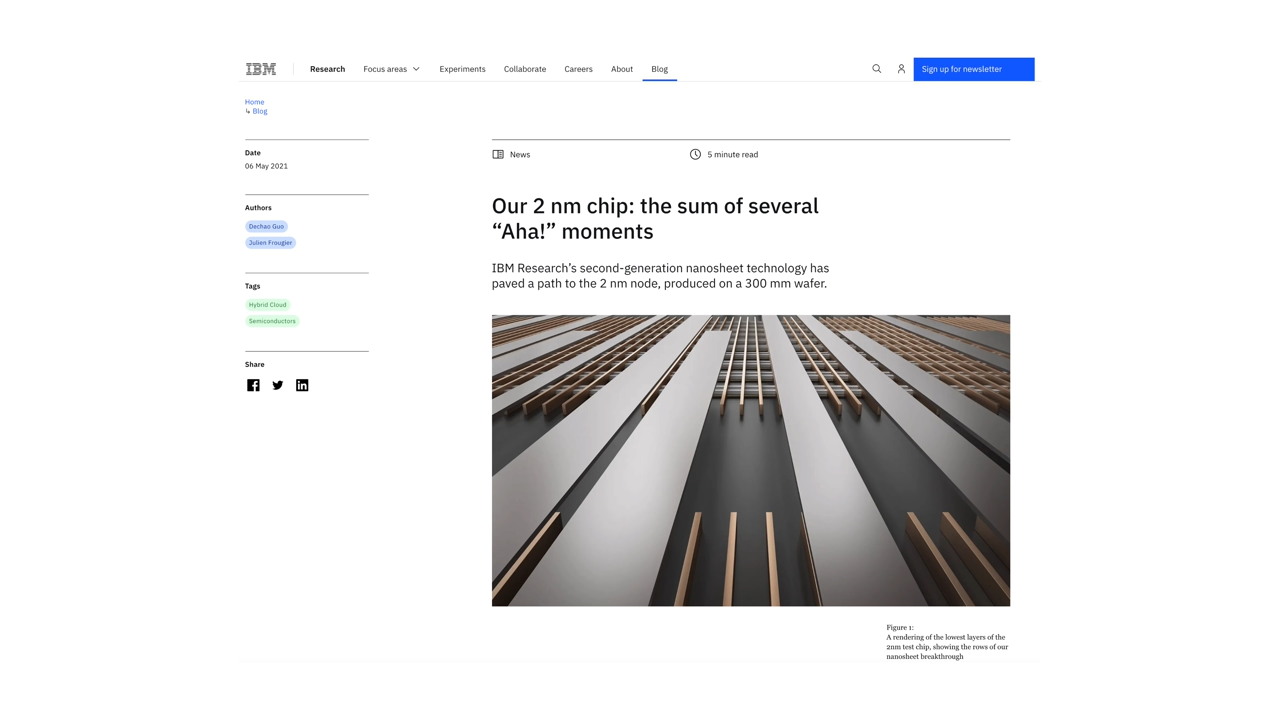 IBM
Research
Focus areas
Experiments
Collaborate
Careers
About
Blog
Sign up for newsletter
Home
↳ Blog
Date
06 May 2021
Authors
Dechao Guo
Julien Frougier
Tags
Hybrid Cloud
Semiconductors
Share
News
5 minute read
Our 2 nm chip: the sum of several
“Aha!” moments
IBM Research’s second-generation nanosheet technology has
paved a path to the 2 nm node, produced on a 300 mm wafer.
Figure 1:
A rendering of the lowest layers of the
2nm test chip, showing the rows of our
nanosheet breakthrough